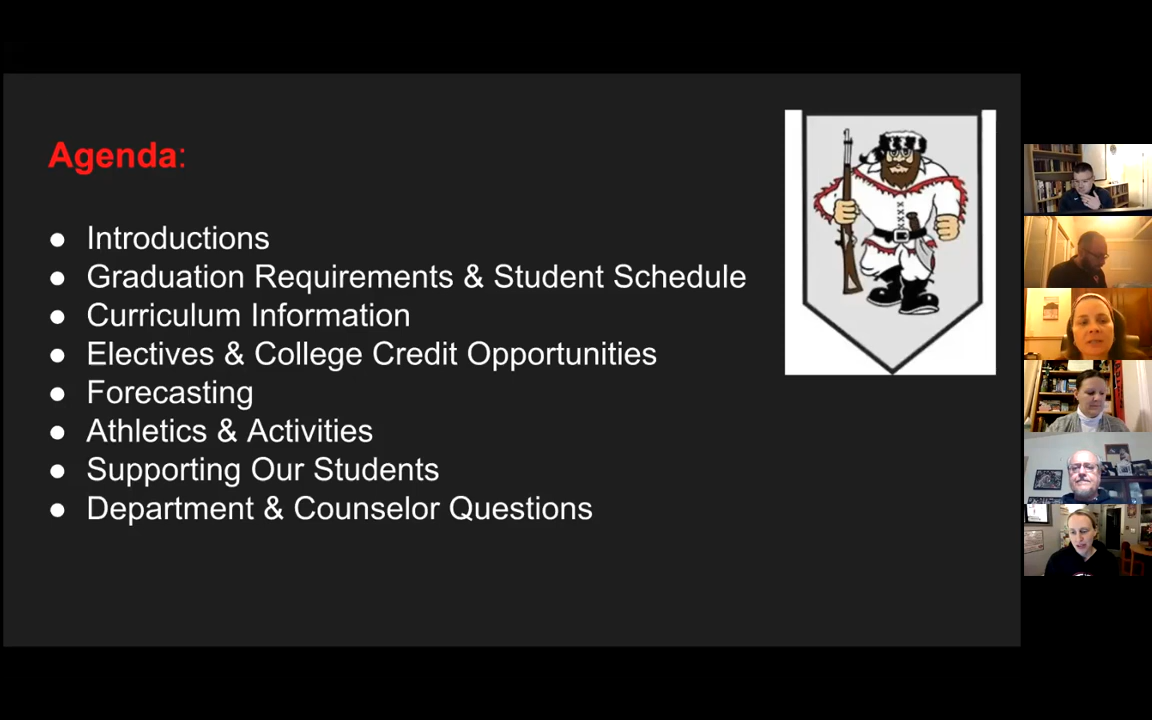 Agenda:
● Introductions
● Graduation Requirements & Student Schedule
● Curriculum Information
● Electives & College Credit Opportunities
● Forecasting
● Athletics & Activities
● Supporting Our Students
● Department & Counselor Questions